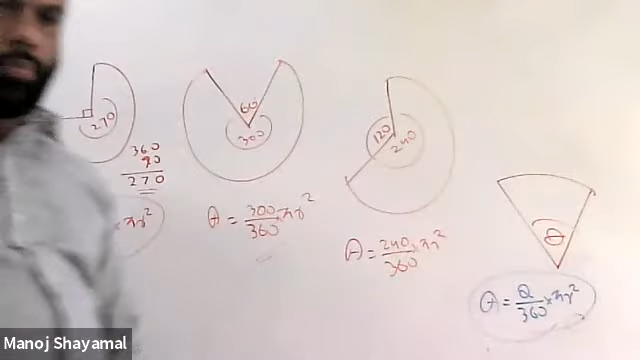 270
360
90
270
× πr²
60
300
A = 300/360 × πr²
120
240
A = 240/360 × πr²
θ
A = θ/360 × πr²
Manoj Shayamal